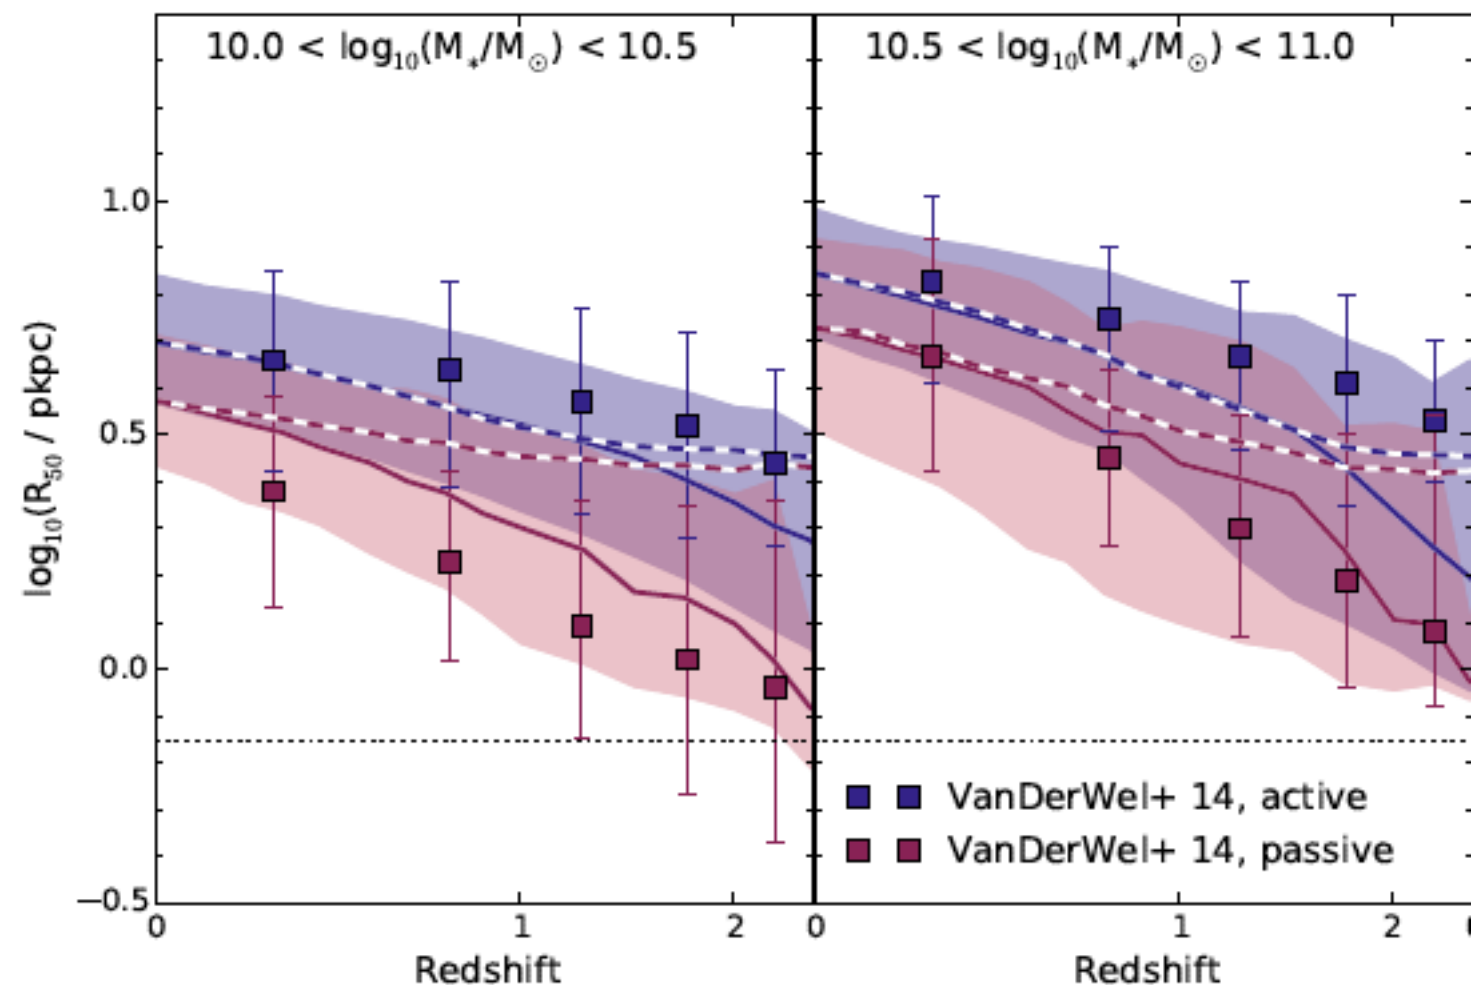 10.0 < log₁₀(M*/M☉) < 10.5
10.5 < log₁₀(M*/M☉) < 11.0
log₁₀(R₅₀ / pkpc)
1.0
0.5
0.0
−0.5
VanDerWel+ 14, active
VanDerWel+ 14, passive
0 1 2 0 1 2
Redshift
Redshift